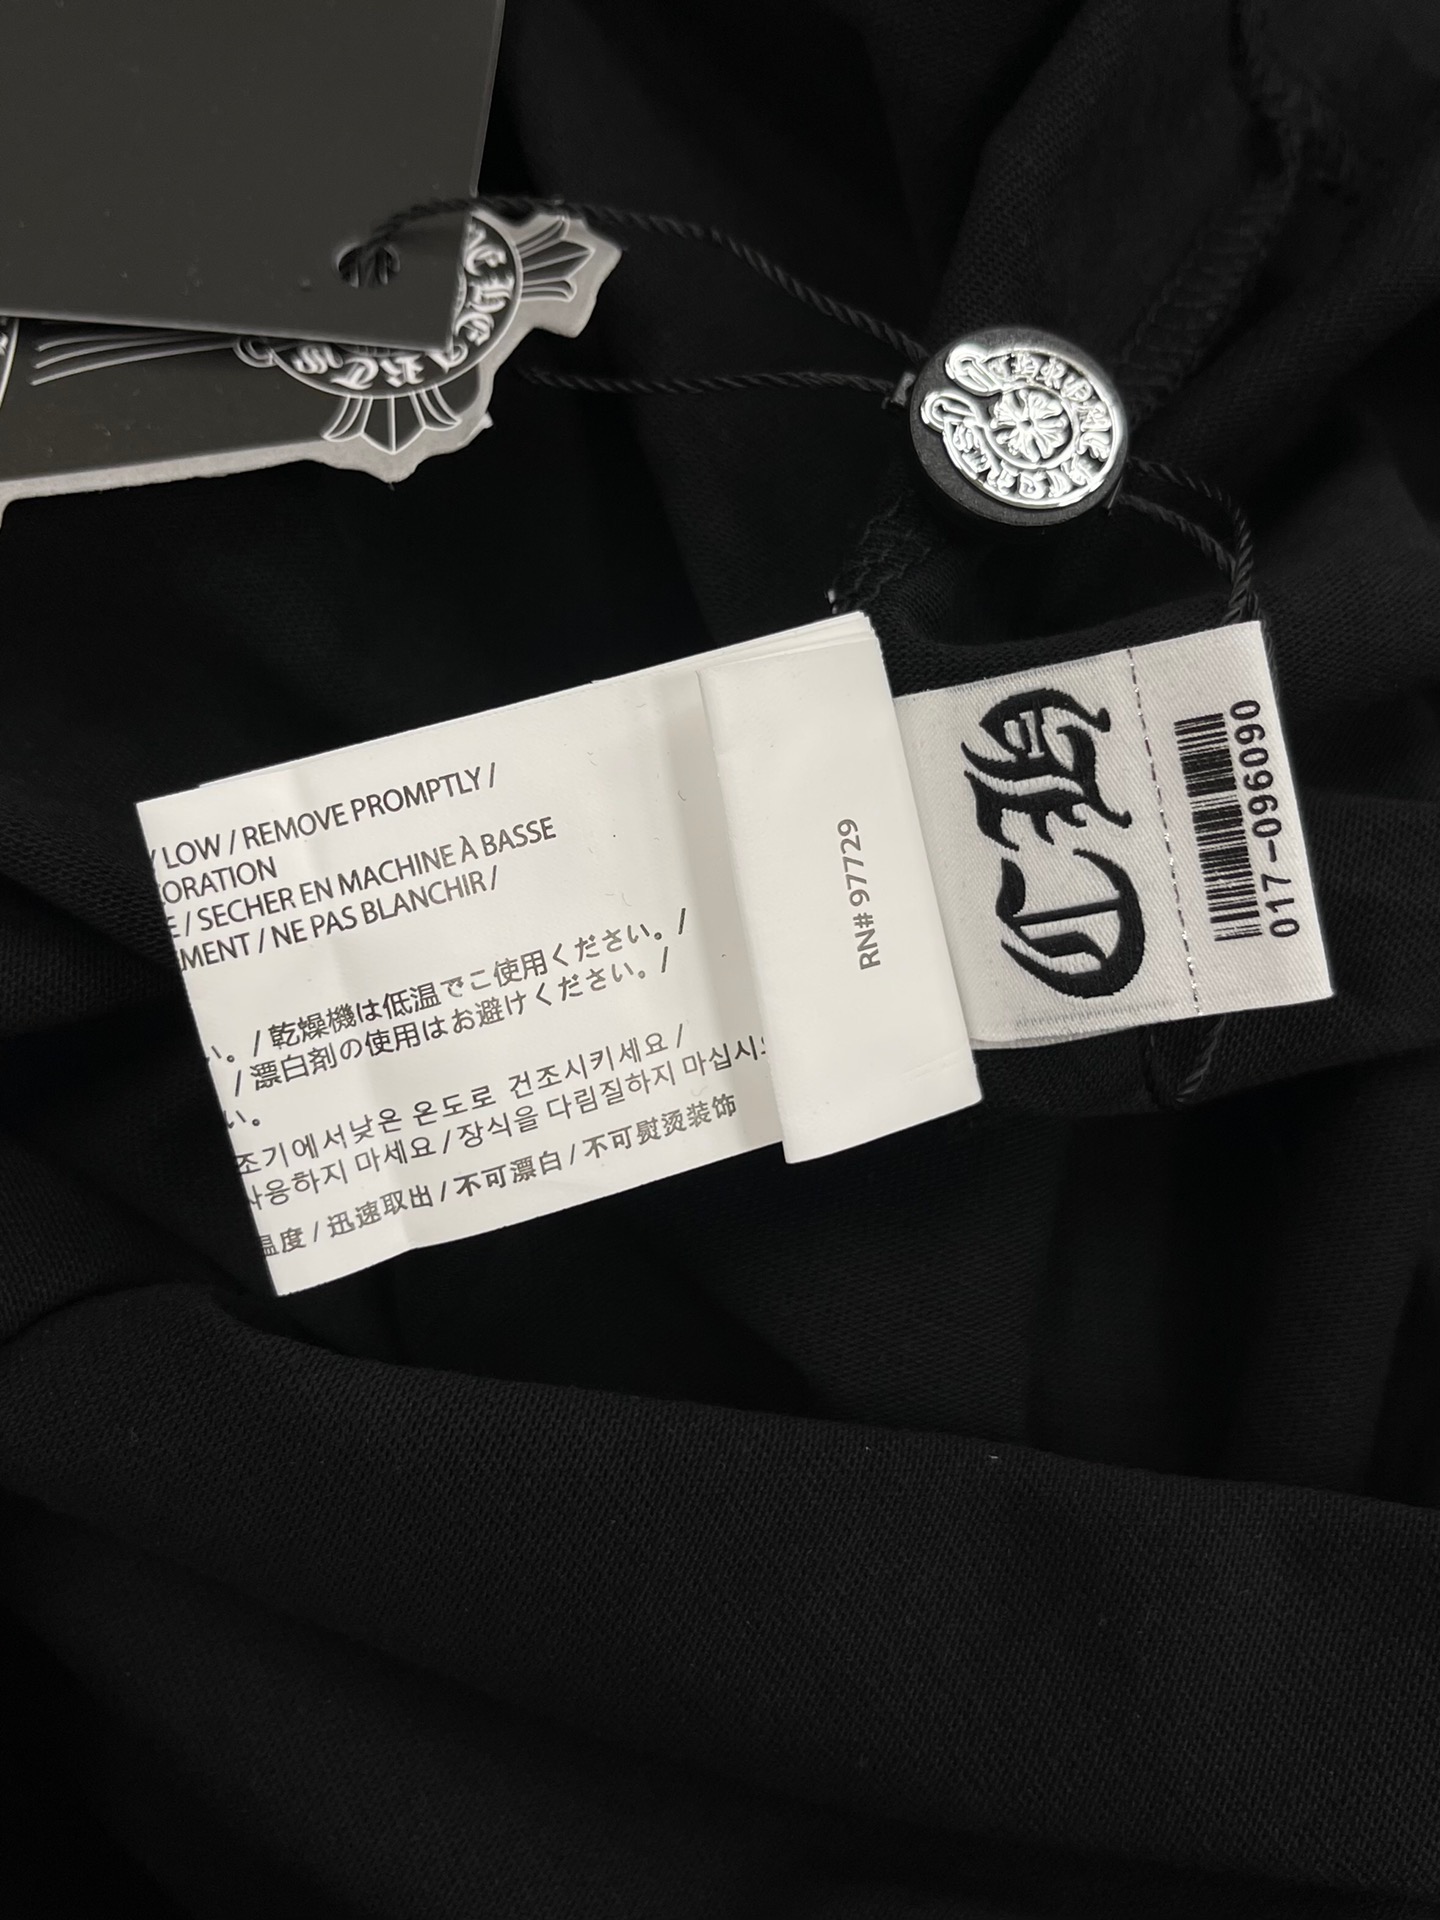 CHROME HEARTS
/ LOW / REMOVE PROMPTLY /
ORATION
E / SECHER EN MACHINE À BASSE
EMENT / NE PAS BLANCHIR /
い。 / 乾燥機は低温でご使用ください。 /
/ 漂白剤の使用はお避けください。 /
い。
조기에서낮은 온도로 건조시키세요 /
사용하지 마세요 / 장식을 다림질하지 마십시오
温度 / 迅速取出 / 不可漂白 / 不可熨烫装饰
RN# 97729
CH
017-096090